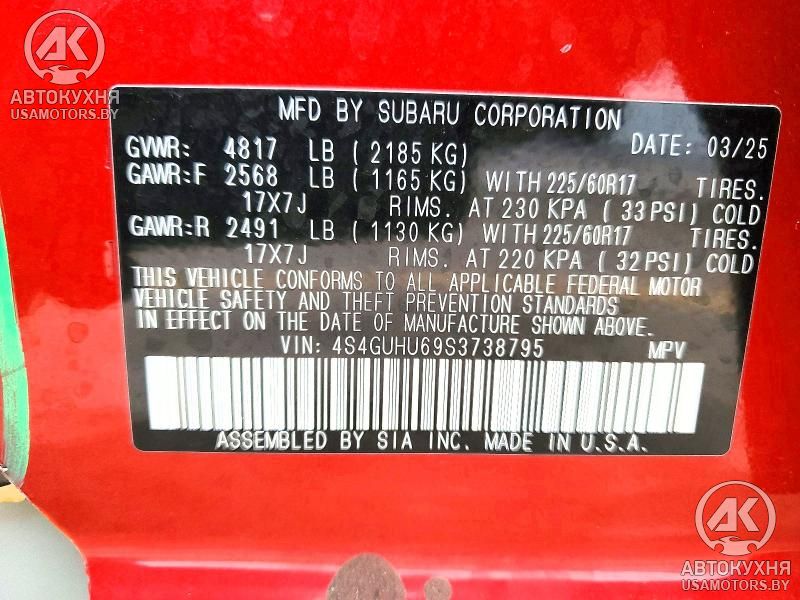 AK
АВТОКУХНЯ
USAMOTORS.BY
MFD BY SUBARU CORPORATION
GVWR: 4817 LB ( 2185 KG) DATE: 03/25
GAWR:F 2568 LB ( 1165 KG) WITH 225/60R17 TIRES.
17X7J RIMS. AT 230 KPA ( 33 PSI) COLD
GAWR:R 2491 LB ( 1130 KG) WITH 225/60R17 TIRES.
17X7J RIMS. AT 220 KPA ( 32 PSI) COLD
THIS VEHICLE CONFORMS TO ALL APPLICABLE FEDERAL MOTOR
VEHICLE SAFETY AND THEFT PREVENTION STANDARDS
IN EFFECT ON THE DATE OF MANUFACTURE SHOWN ABOVE.
VIN: 4S4GUHU69S3738795 MPV
ASSEMBLED BY SIA INC. MADE IN U.S.A.
AK
АВТОКУХНЯ
USAMOTORS.BY